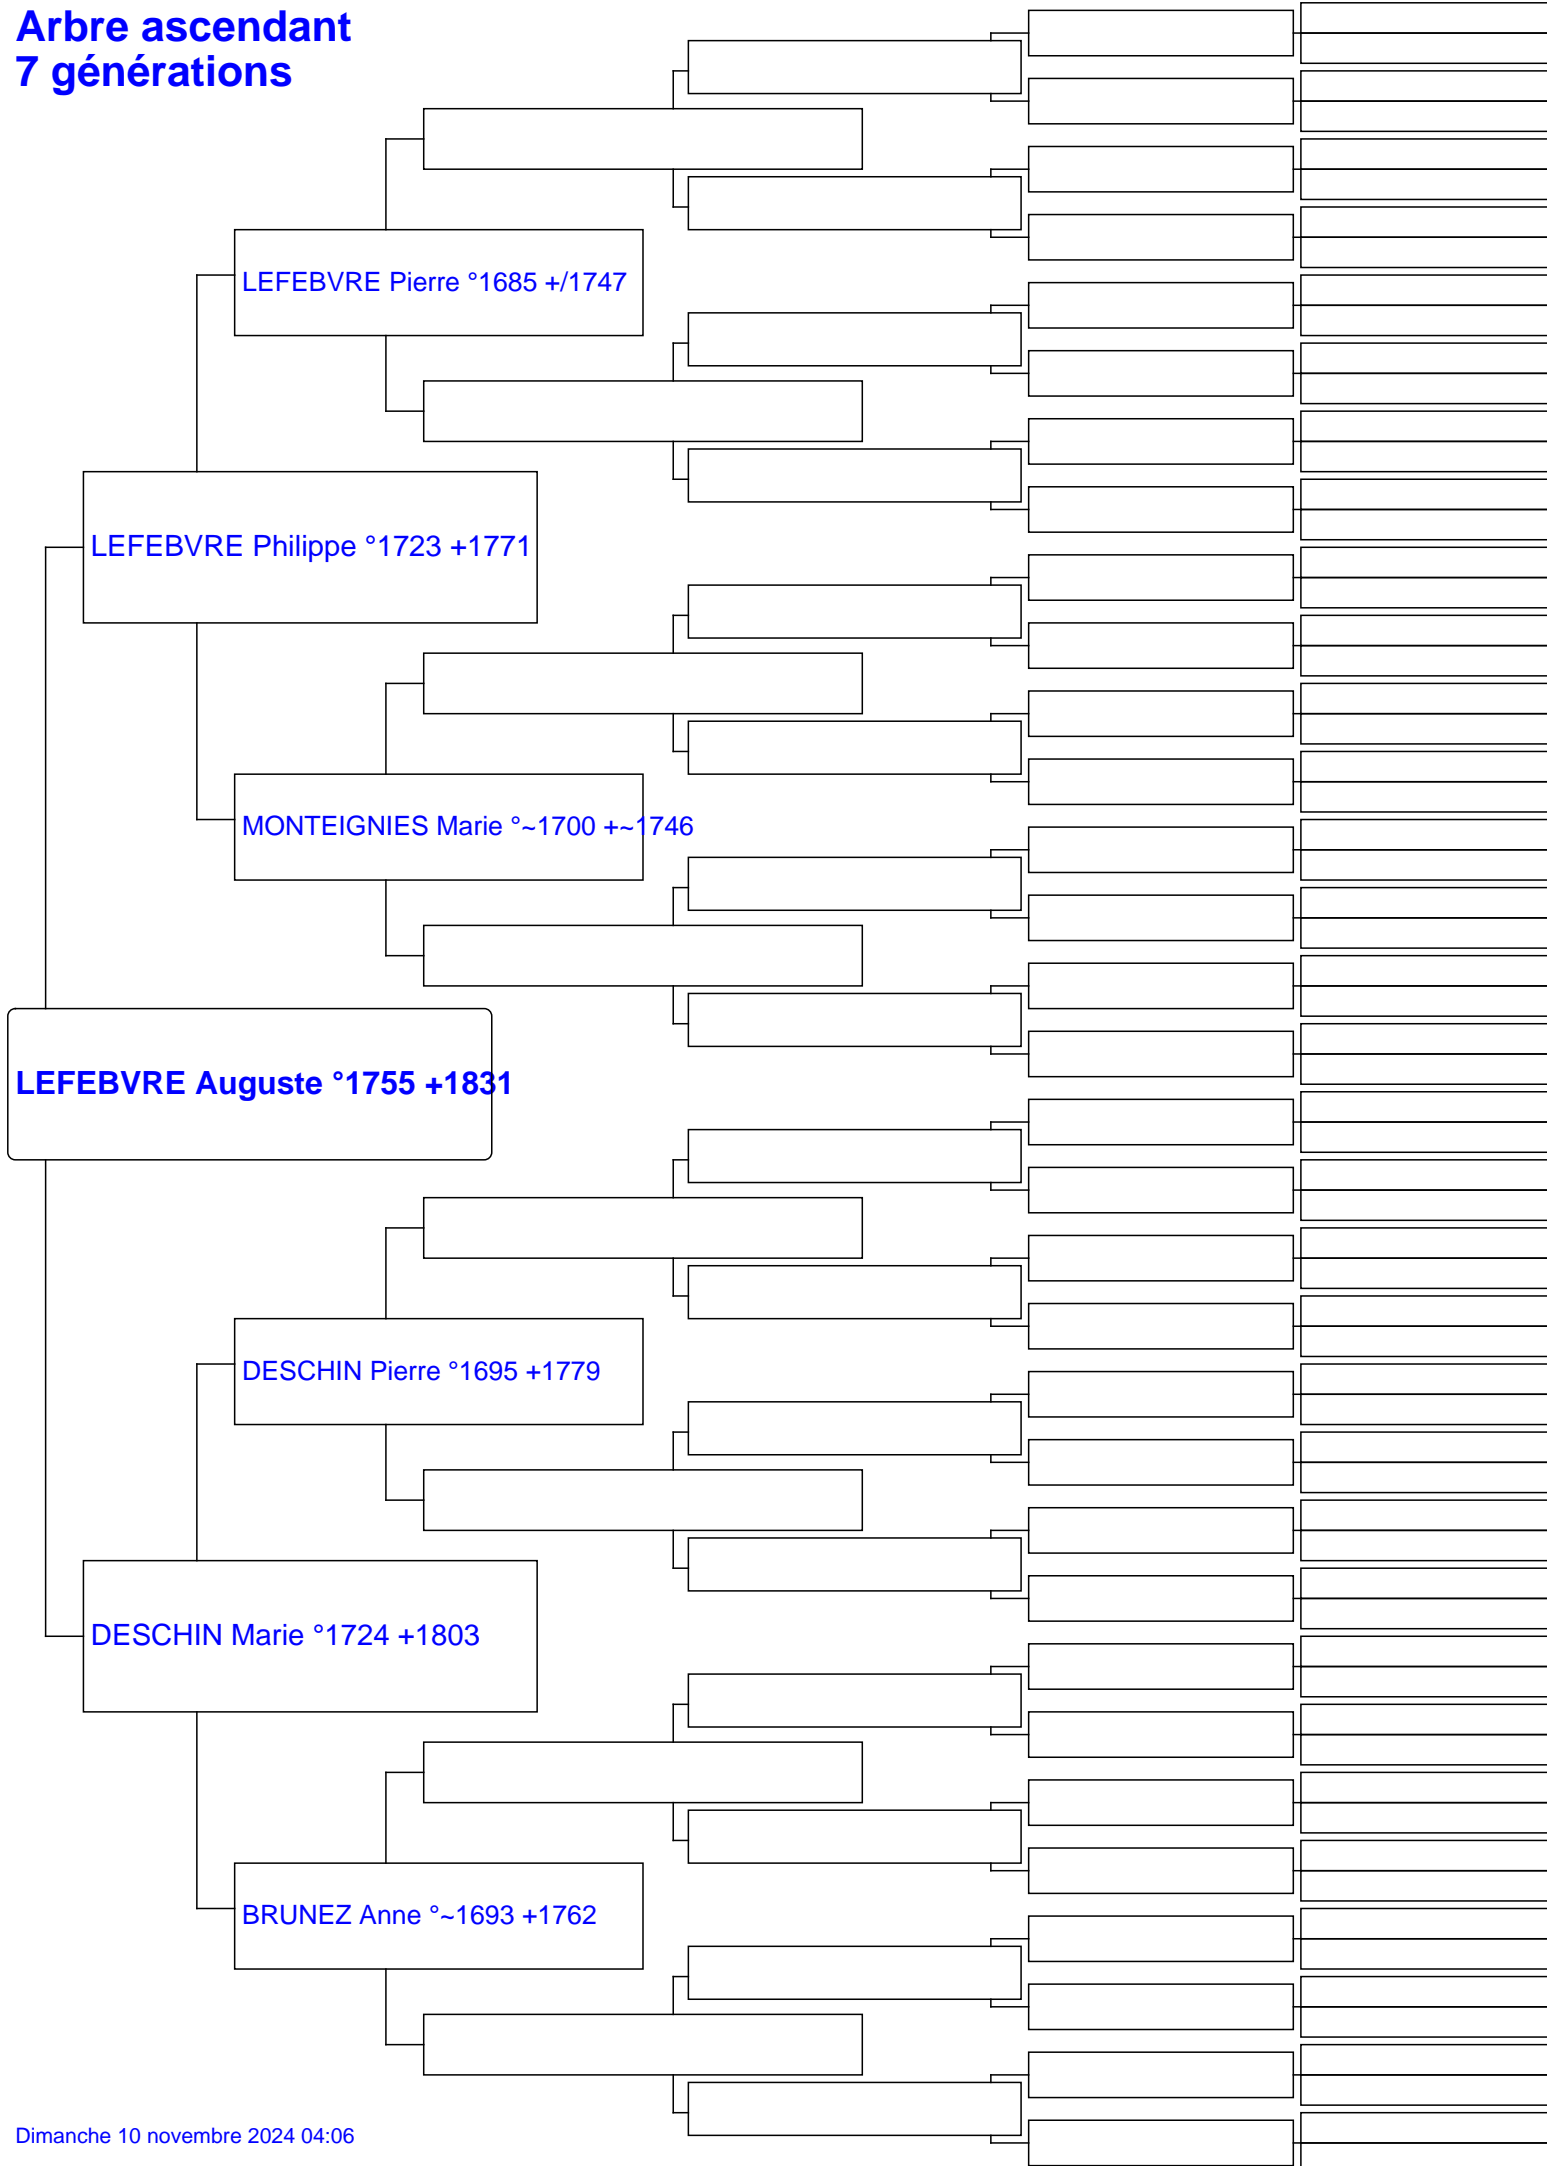 Arbre ascendant
7 générations
LEFEBVRE Pierre °1685 +/1747
LEFEBVRE Philippe °1723 +1771
MONTEIGNIES Marie °~1700 +~1746
LEFEBVRE Auguste °1755 +1831
DESCHIN Pierre °1695 +1779
DESCHIN Marie °1724 +1803
BRUNEZ Anne °~1693 +1762
Dimanche 10 novembre 2024 04:06